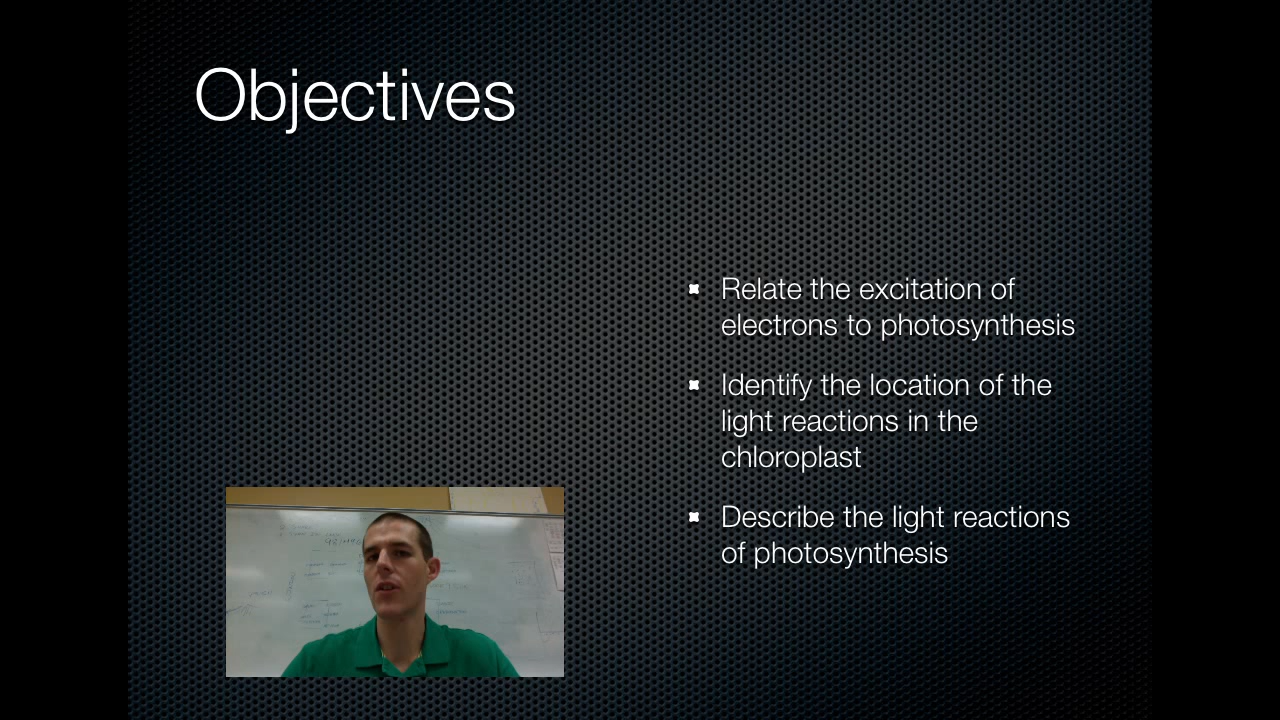 Objectives
Relate the excitation of
electrons to photosynthesis
Identify the location of the
light reactions in the
chloroplast
Describe the light reactions
of photosynthesis